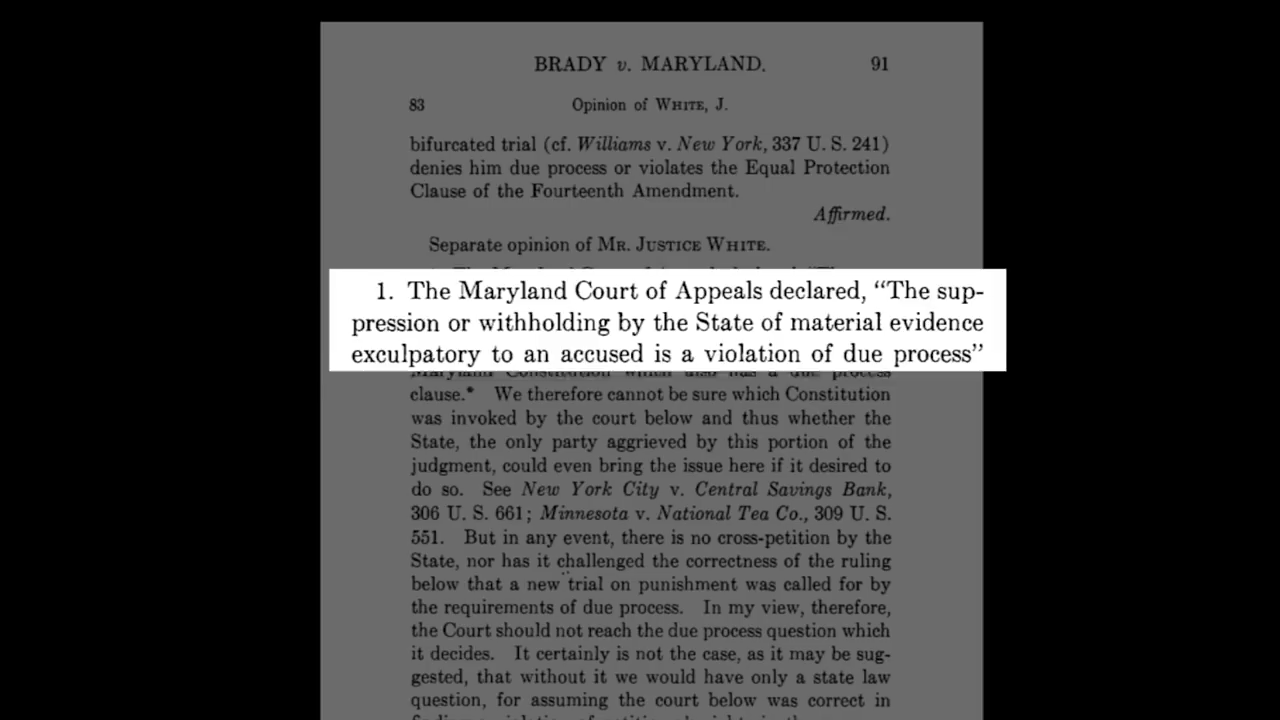 BRADY v. MARYLAND. 91
83 Opinion of WHITE, J.
bifurcated trial (cf. Williams v. New York, 337 U. S. 241)
denies him due process or violates the Equal Protection
Clause of the Fourteenth Amendment.
Affirmed.
Separate opinion of MR. JUSTICE WHITE.
1. The Maryland Court of Appeals declared, “The sup-
pression or withholding by the State of material evidence
exculpatory to an accused is a violation of due process”
Maryland Constitution which also has a due process
clause.* We therefore cannot be sure which Constitution
was invoked by the court below and thus whether the
State, the only party aggrieved by this portion of the
judgment, could even bring the issue here if it desired to
do so. See New York City v. Central Savings Bank,
306 U. S. 661; Minnesota v. National Tea Co., 309 U. S.
551. But in any event, there is no cross-petition by the
State, nor has it challenged the correctness of the ruling
below that a new trial on punishment was called for by
the requirements of due process. In my view, therefore,
the Court should not reach the due process question which
it decides. It certainly is not the case, as it may be sug-
gested, that without it we would have only a state law
question, for assuming the court below was correct in